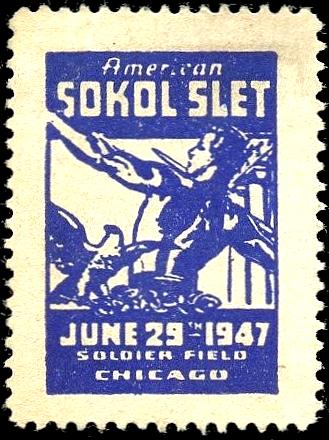 American
SOKOL SLET
JUNE 29TH-1947
SOLDIER FIELD
CHICAGO